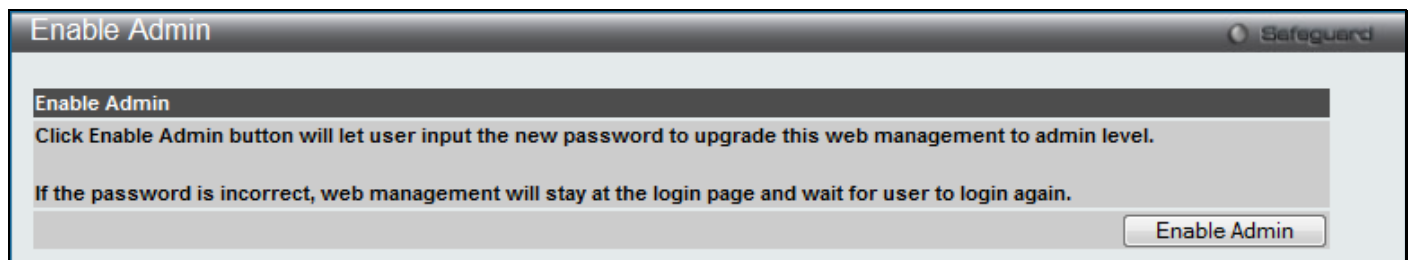 Enable Admin
Safeguard
Enable Admin
Click Enable Admin button will let user input the new password to upgrade this web management to admin level.
If the password is incorrect, web management will stay at the login page and wait for user to login again.
Enable Admin